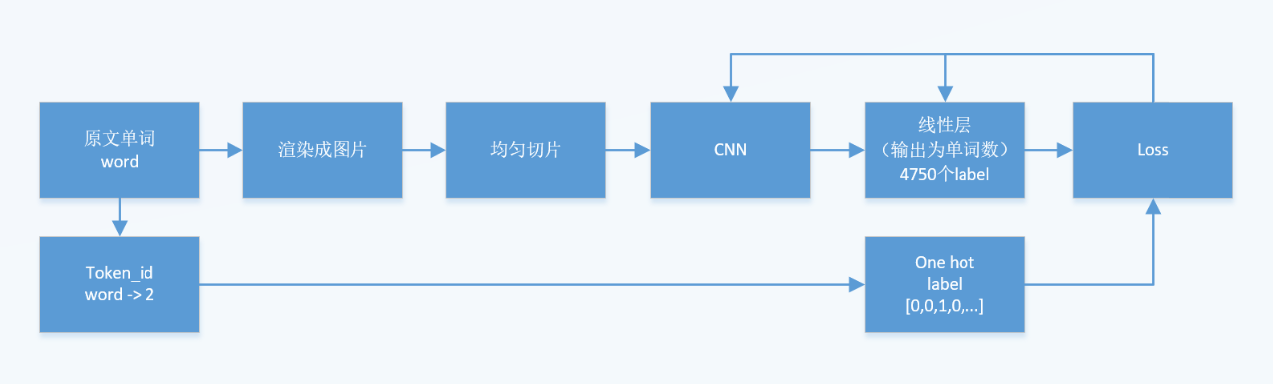 原文单词
word
渲染成图片
均匀切片
CNN
线性层
（输出为单词数）
4750个label
Loss
Token_id
word -> 2
One hot
label
[0,0,1,0,...]